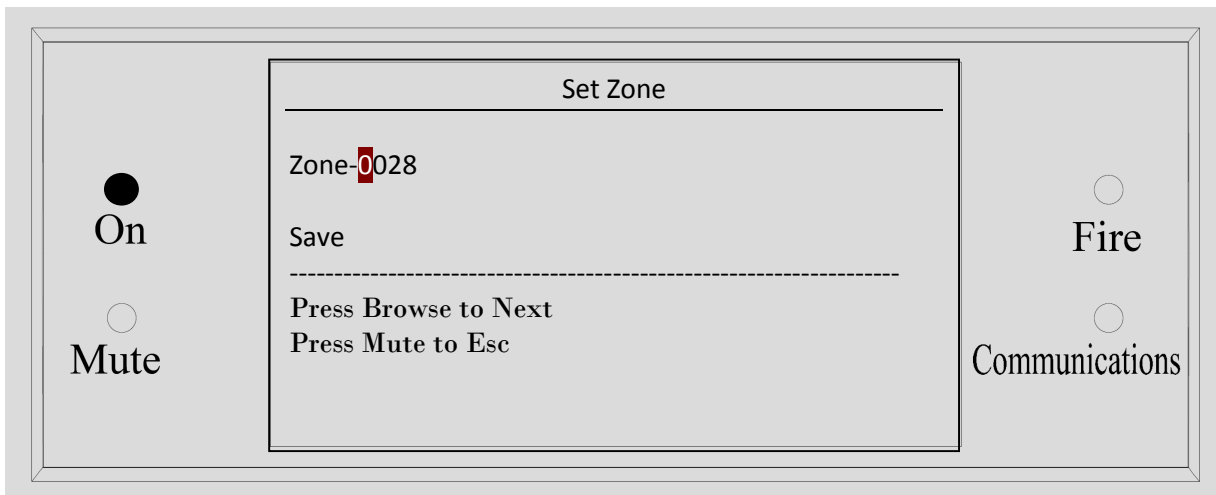 Set Zone
Zone-0028
On
Fire
Save
------------------------------------------------------------------
Press Browse to Next
Press Mute to Esc
Mute
Communications